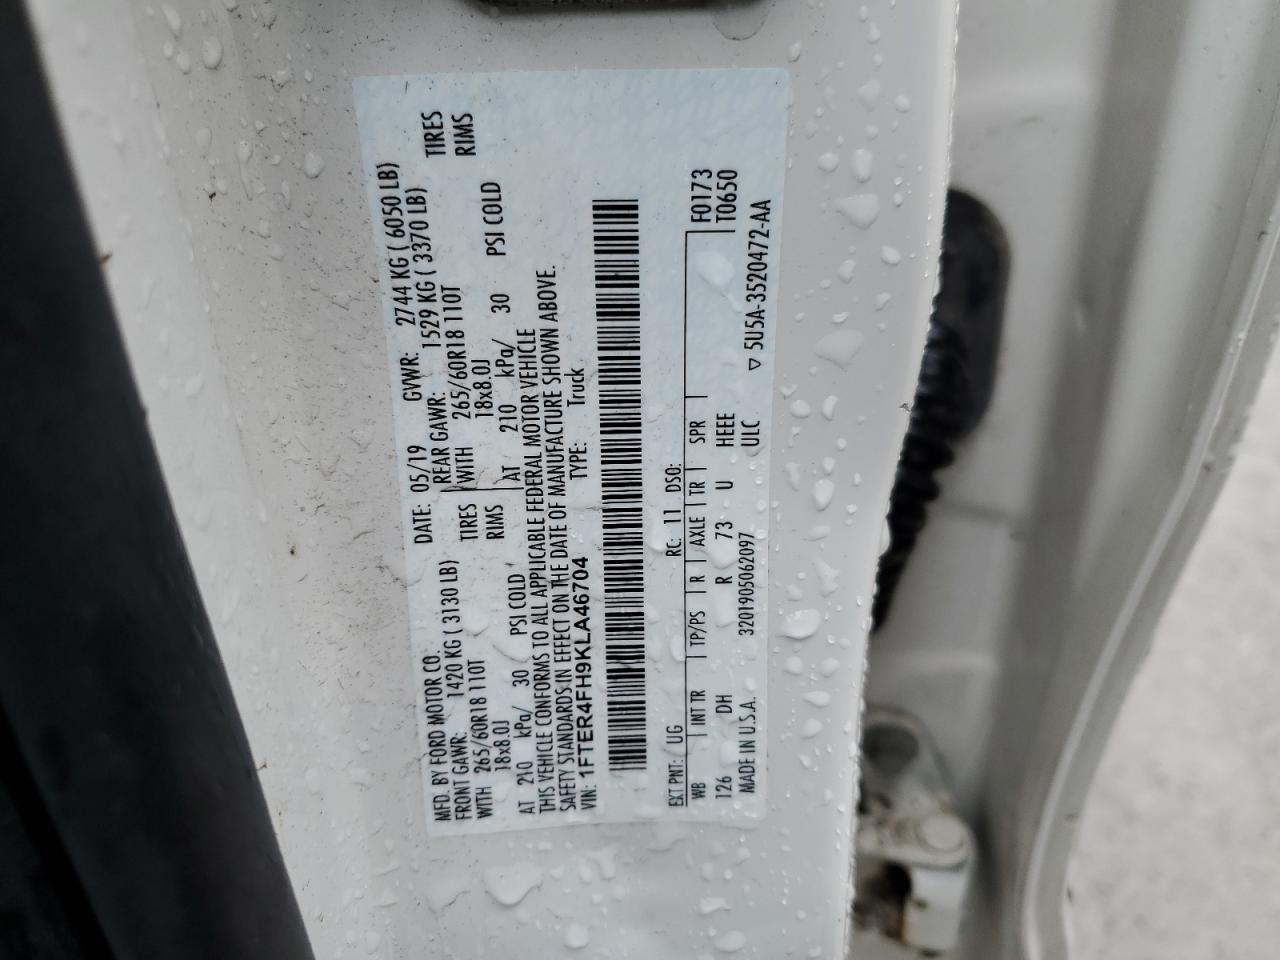 MFD. BY FORD MOTOR CO.
DATE: 05/19 GVWR: 2744 KG ( 6050 LB)
FRONT GAWR: 1420 KG ( 3130 LB) REAR GAWR: 1529 KG ( 3370 LB)
WITH 265/60R18 110T TIRES WITH 265/60R18 110T TIRES
18x8.0J RIMS 18x8.0J RIMS
AT 210 kPa/ 30 PSI COLD AT 210 kPa/ 30 PSI COLD
THIS VEHICLE CONFORMS TO ALL APPLICABLE FEDERAL MOTOR VEHICLE
SAFETY STANDARDS IN EFFECT ON THE DATE OF MANUFACTURE SHOWN ABOVE.
VIN: 1FTER4FH9KLA46704 TYPE: Truck
EXT PNT: UG RC: 11 DSO: F0173
WB INT TR TP/PS R AXLE TR SPR T0650
126 DH R 73 U HEEE
MADE IN U.S.A. 3201905062097 ULC ▽ 5U5A-3520472-AA